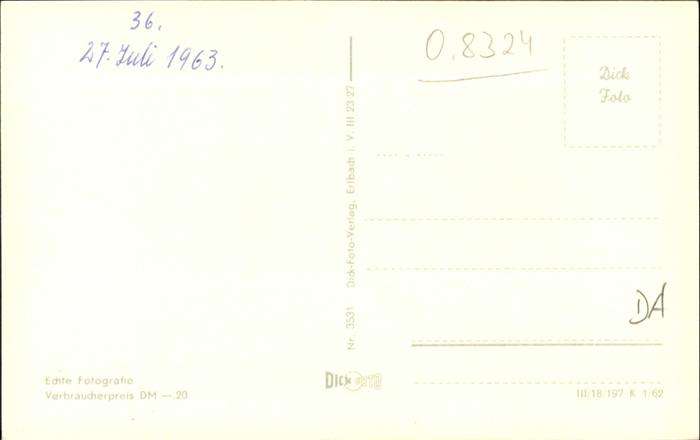 36.
27. Juli 1963.
0.8324
Dick
Foto
Nr. 3531 Dick-Foto-Verlag, Erlbach i. V. III 23 27
DA
Echte Fotografie
Verbraucherpreis DM —.20
DICK FOTO
III/18/197 K 1/62